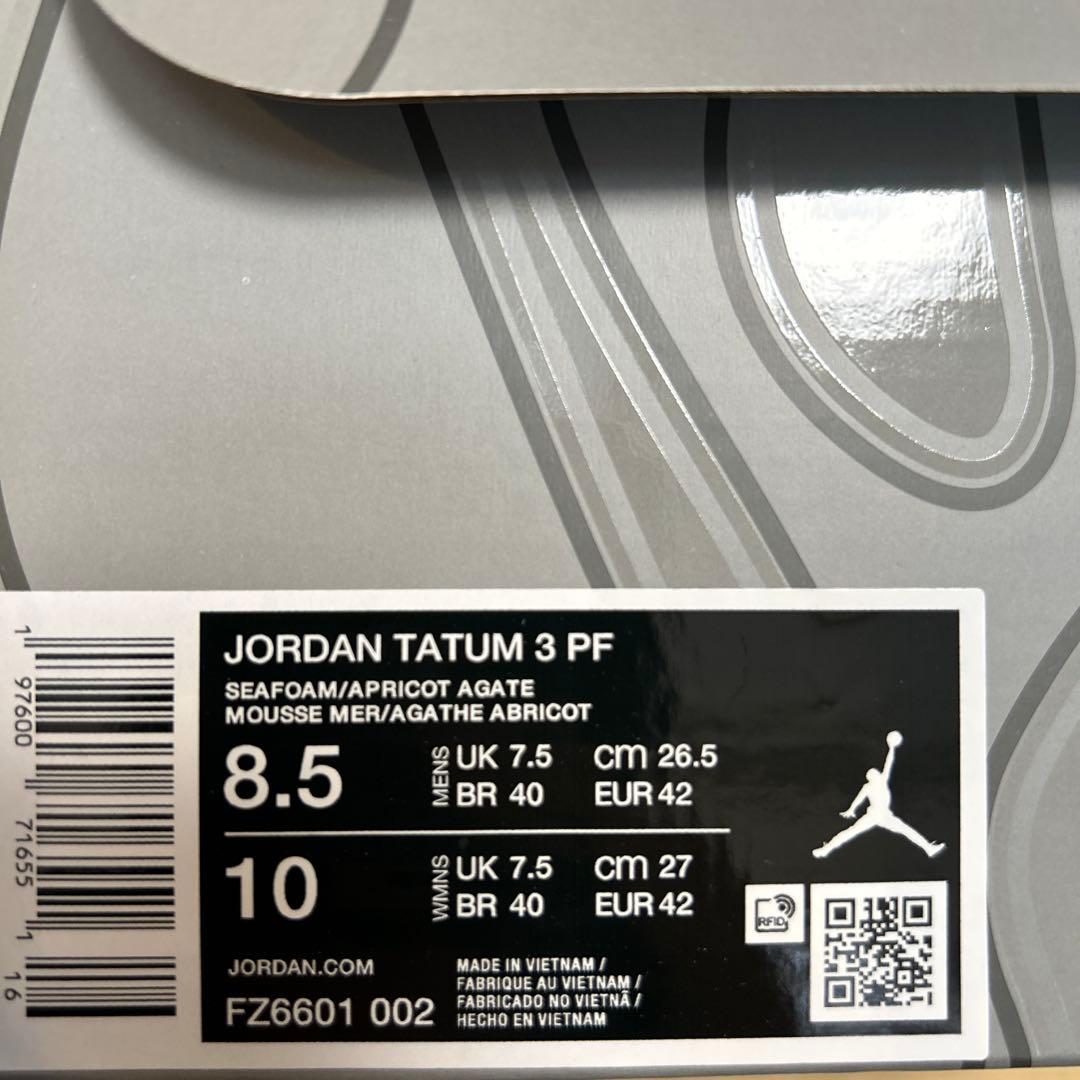 JORDAN TATUM 3 PF
SEAFOAM/APRICOT AGATE
MOUSSE MER/AGATHE ABRICOT
8.5 MENS UK 7.5 CM 26.5
BR 40 EUR 42
10 WMNS UK 7.5 CM 27
BR 40 EUR 42
RFID
JORDAN.COM
FZ6601 002
MADE IN VIETNAM /
FABRIQUE AU VIETNAM /
FABRICADO NO VIETNÃ /
HECHO EN VIETNAM
1 97600 71655 1 16